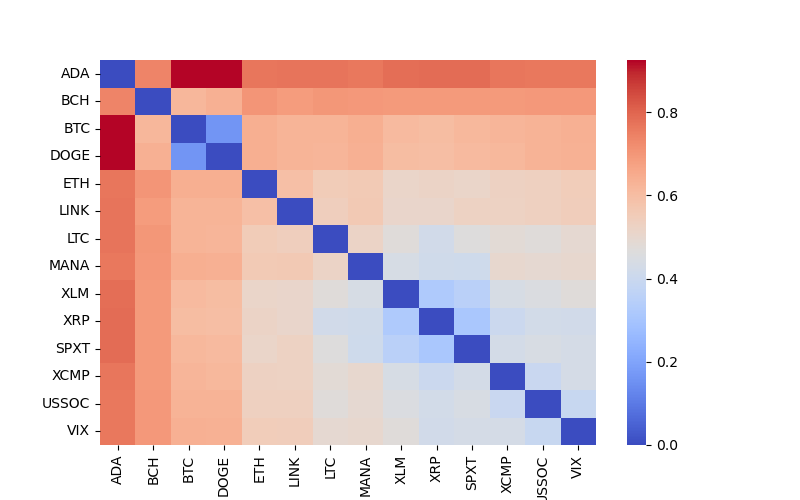 ADA
BCH
BTC
DOGE
ETH
LINK
LTC
MANA
XLM
XRP
SPXT
XCMP
USSOC
VIX
ADA
BCH
BTC
DOGE
ETH
LINK
LTC
MANA
XLM
XRP
SPXT
XCMP
USSOC
VIX
0.8
0.6
0.4
0.2
0.0